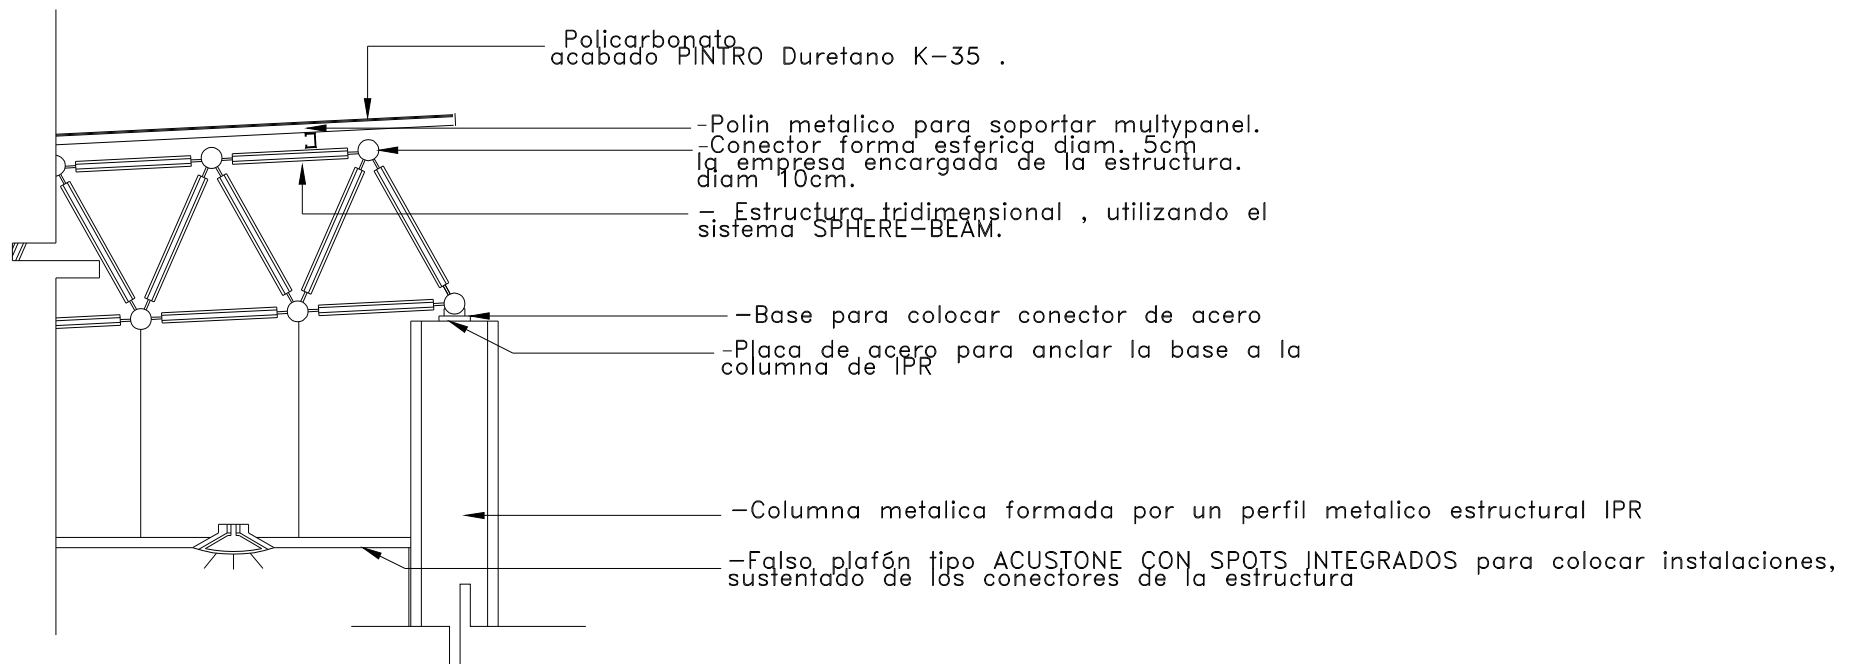 Policarbonato
acabado PINTRO Duretano K-35 .
-Polin metalico para soportar multypanel.
-Conector forma esferica diam. 5cm
la empresa encargada de la estructura.
diam 10cm.
- Estructura tridimensional , utilizando el
sistema SPHERE-BEAM.
-Base para colocar conector de acero
-Placa de acero para anclar la base a la
columna de IPR
-Columna metalica formada por un perfil metalico estructural IPR
-Falso plafón tipo ACUSTONE CON SPOTS INTEGRADOS para colocar instalaciones,
sustentado de los conectores de la estructura